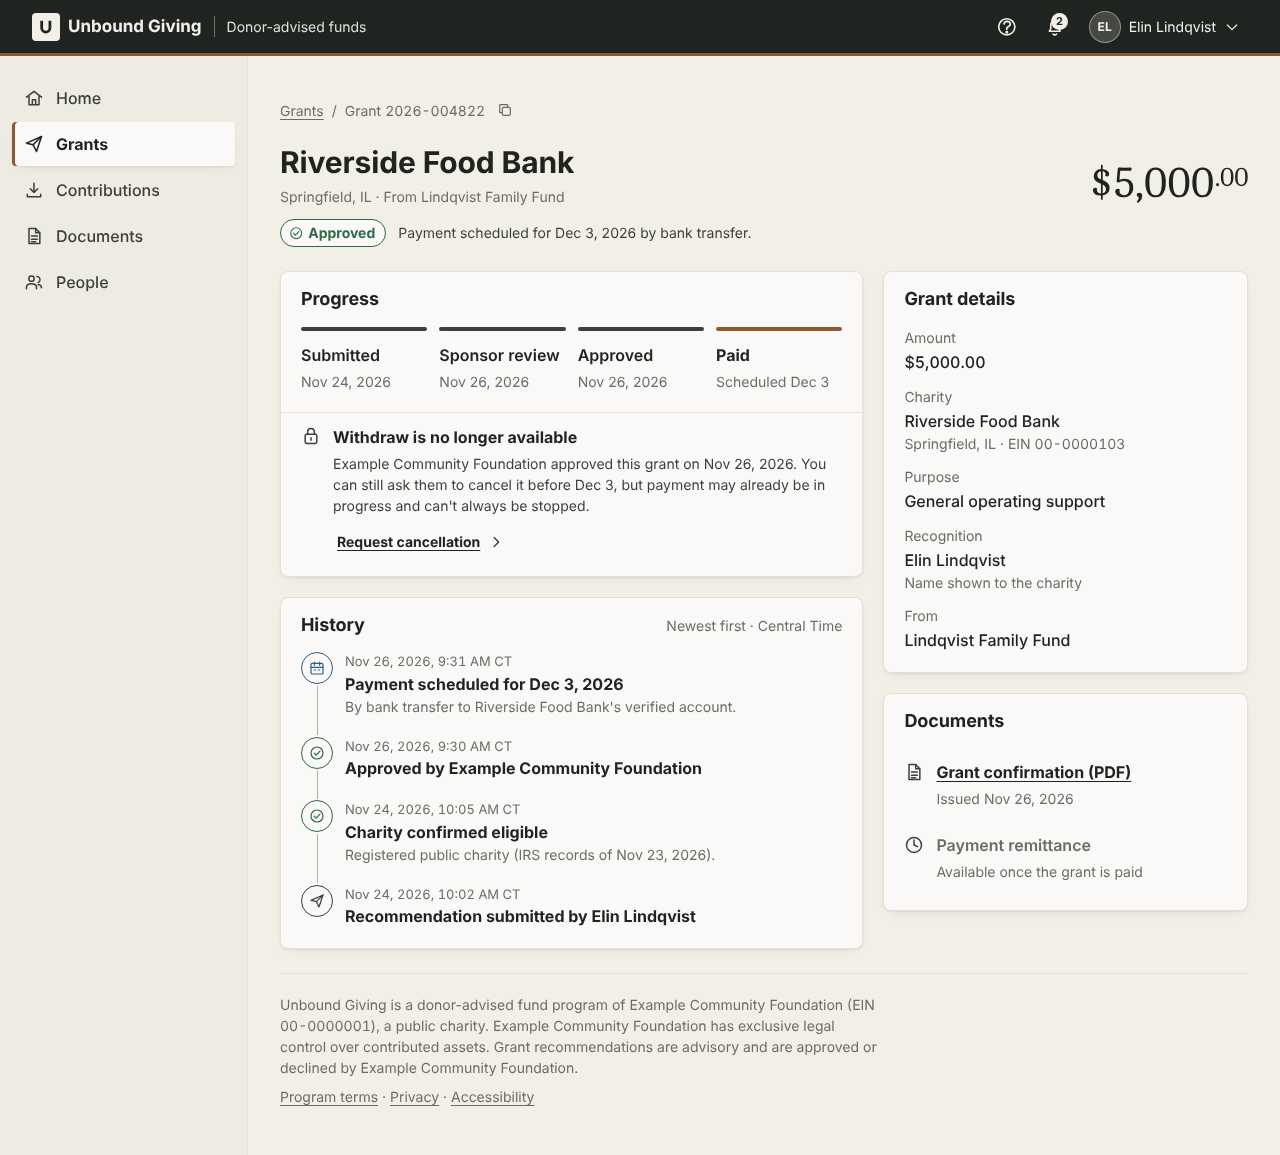 U Unbound Giving Donor-advised funds 2 EL Elin Lindqvist
Home
Grants
Contributions
Documents
People
Grants / Grant 2026-004822
Riverside Food Bank
Springfield, IL · From Lindqvist Family Fund
$5,000.00
Approved Payment scheduled for Dec 3, 2026 by bank transfer.
Progress
Submitted
Nov 24, 2026
Sponsor review
Nov 26, 2026
Approved
Nov 26, 2026
Paid
Scheduled Dec 3
Withdraw is no longer available
Example Community Foundation approved this grant on Nov 26, 2026. You
can still ask them to cancel it before Dec 3, but payment may already be in
progress and can't always be stopped.
Request cancellation
History
Newest first · Central Time
Nov 26, 2026, 9:31 AM CT
Payment scheduled for Dec 3, 2026
By bank transfer to Riverside Food Bank's verified account.
Nov 26, 2026, 9:30 AM CT
Approved by Example Community Foundation
Nov 24, 2026, 10:05 AM CT
Charity confirmed eligible
Registered public charity (IRS records of Nov 23, 2026).
Nov 24, 2026, 10:02 AM CT
Recommendation submitted by Elin Lindqvist
Grant details
Amount
$5,000.00
Charity
Riverside Food Bank
Springfield, IL · EIN 00-0000103
Purpose
General operating support
Recognition
Elin Lindqvist
Name shown to the charity
From
Lindqvist Family Fund
Documents
Grant confirmation (PDF)
Issued Nov 26, 2026
Payment remittance
Available once the grant is paid
Unbound Giving is a donor-advised fund program of Example Community Foundation (EIN
00-0000001), a public charity. Example Community Foundation has exclusive legal
control over contributed assets. Grant recommendations are advisory and are approved or
declined by Example Community Foundation.
Program terms · Privacy · Accessibility